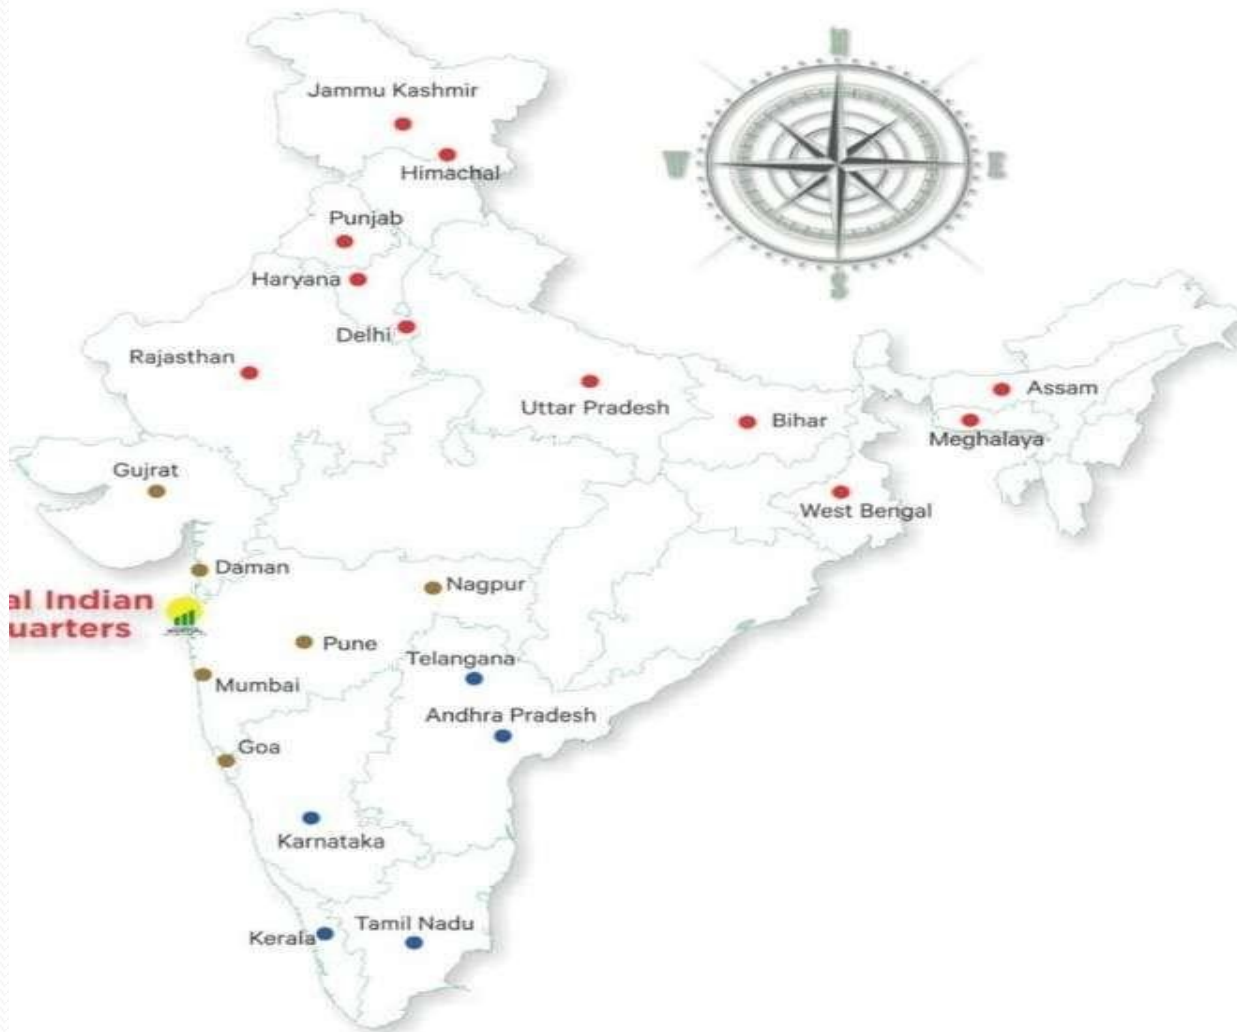 N
Jammu Kashmir
W
E
Himachal
Punjab
Haryana
S
Delhi
Rajasthan
Assam
Uttar Pradesh
Bihar
Meghalaya
Gujrat
West Bengal
Daman
Nagpur
al Indian
uarters
Pune
Telangana
Mumbai
Andhra Pradesh
Goa
Karnataka
Tamil Nadu
Kerala